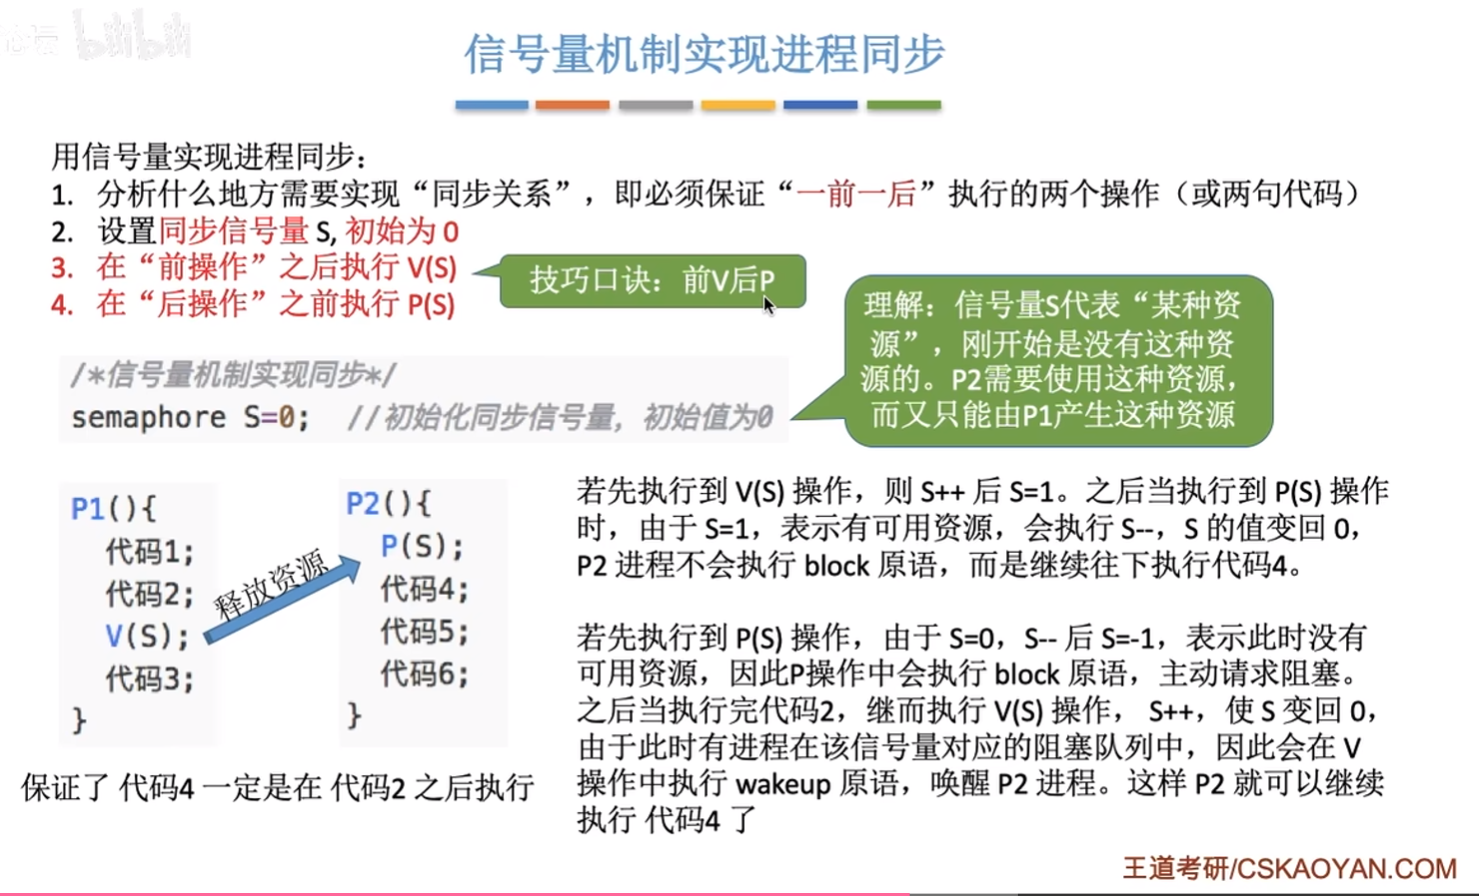 bilibili
信号量机制实现进程同步
用信号量实现进程同步：
1. 分析什么地方需要实现“同步关系”，即必须保证“一前一后”执行的两个操作（或两句代码）
2. 设置同步信号量 S, 初始为 0
3. 在“前操作”之后执行 V(S)
4. 在“后操作”之前执行 P(S)
技巧口诀：前V后P
理解：信号量S代表“某种资
源”，刚开始是没有这种资
源的。P2需要使用这种资源，
而又只能由P1产生这种资源
/*信号量机制实现同步*/
semaphore S=0; //初始化同步信号量，初始值为0
P1(){
代码1;
代码2;
V(S);
代码3;
}
释放资源
P2(){
P(S);
代码4;
代码5;
代码6;
}
保证了 代码4 一定是在 代码2 之后执行
若先执行到 V(S) 操作，则 S++ 后 S=1。之后当执行到 P(S) 操作
时，由于 S=1，表示有可用资源，会执行 S--，S 的值变回 0，
P2 进程不会执行 block 原语，而是继续往下执行代码4。
若先执行到 P(S) 操作，由于 S=0，S-- 后 S=-1，表示此时没有
可用资源，因此P操作中会执行 block 原语，主动请求阻塞。
之后当执行完代码2，继而执行 V(S) 操作， S++，使 S 变回 0，
由于此时有进程在该信号量对应的阻塞队列中，因此会在 V
操作中执行 wakeup 原语，唤醒 P2 进程。这样 P2 就可以继续
执行 代码4 了
王道考研/CSKAOYAN.COM